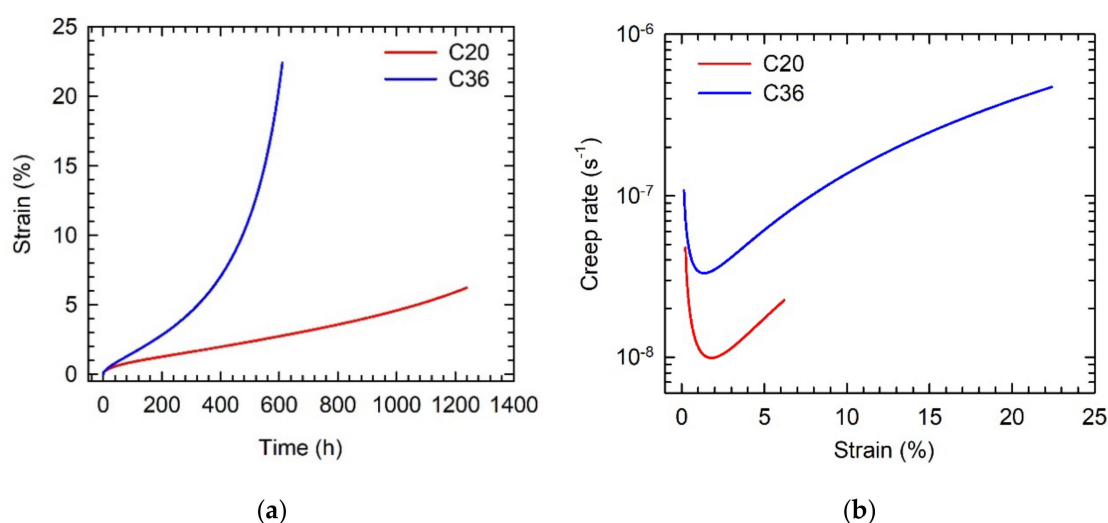 25
20
15
10
5
0
Strain (%)
C20
C36
0 200 400 600 800 1000 1200 1400
Time (h)
(a)
10⁻⁶
10⁻⁷
10⁻⁸
Creep rate (s⁻¹)
C20
C36
0 5 10 15 20 25
Strain (%)
(b)